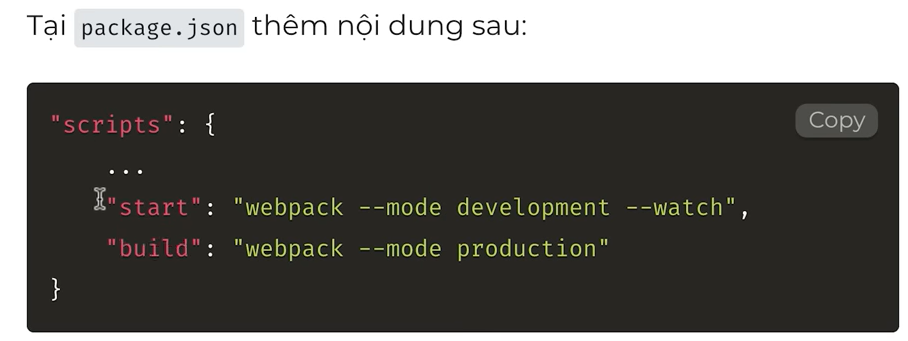 Tại package.json thêm nội dung sau:
Copy
"scripts": {
...
"start": "webpack --mode development --watch",
"build": "webpack --mode production"
}